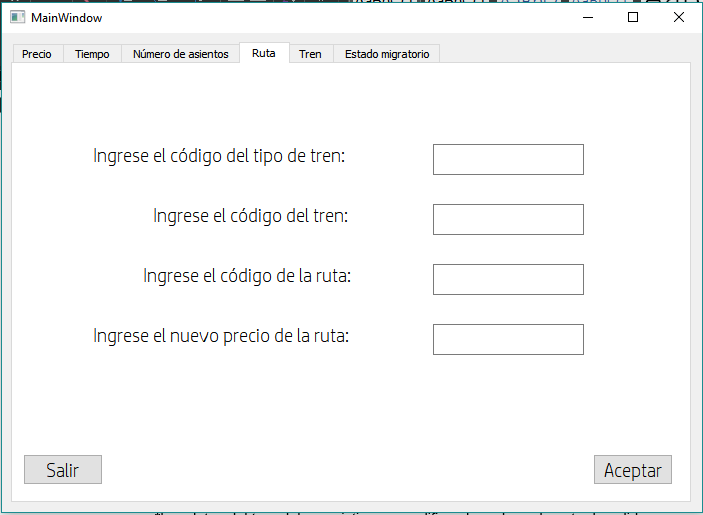 MainWindow
Precio Tiempo Número de asientos Ruta Tren Estado migratorio
Ingrese el código del tipo de tren:
Ingrese el código del tren:
Ingrese el código de la ruta:
Ingrese el nuevo precio de la ruta:
Salir Aceptar